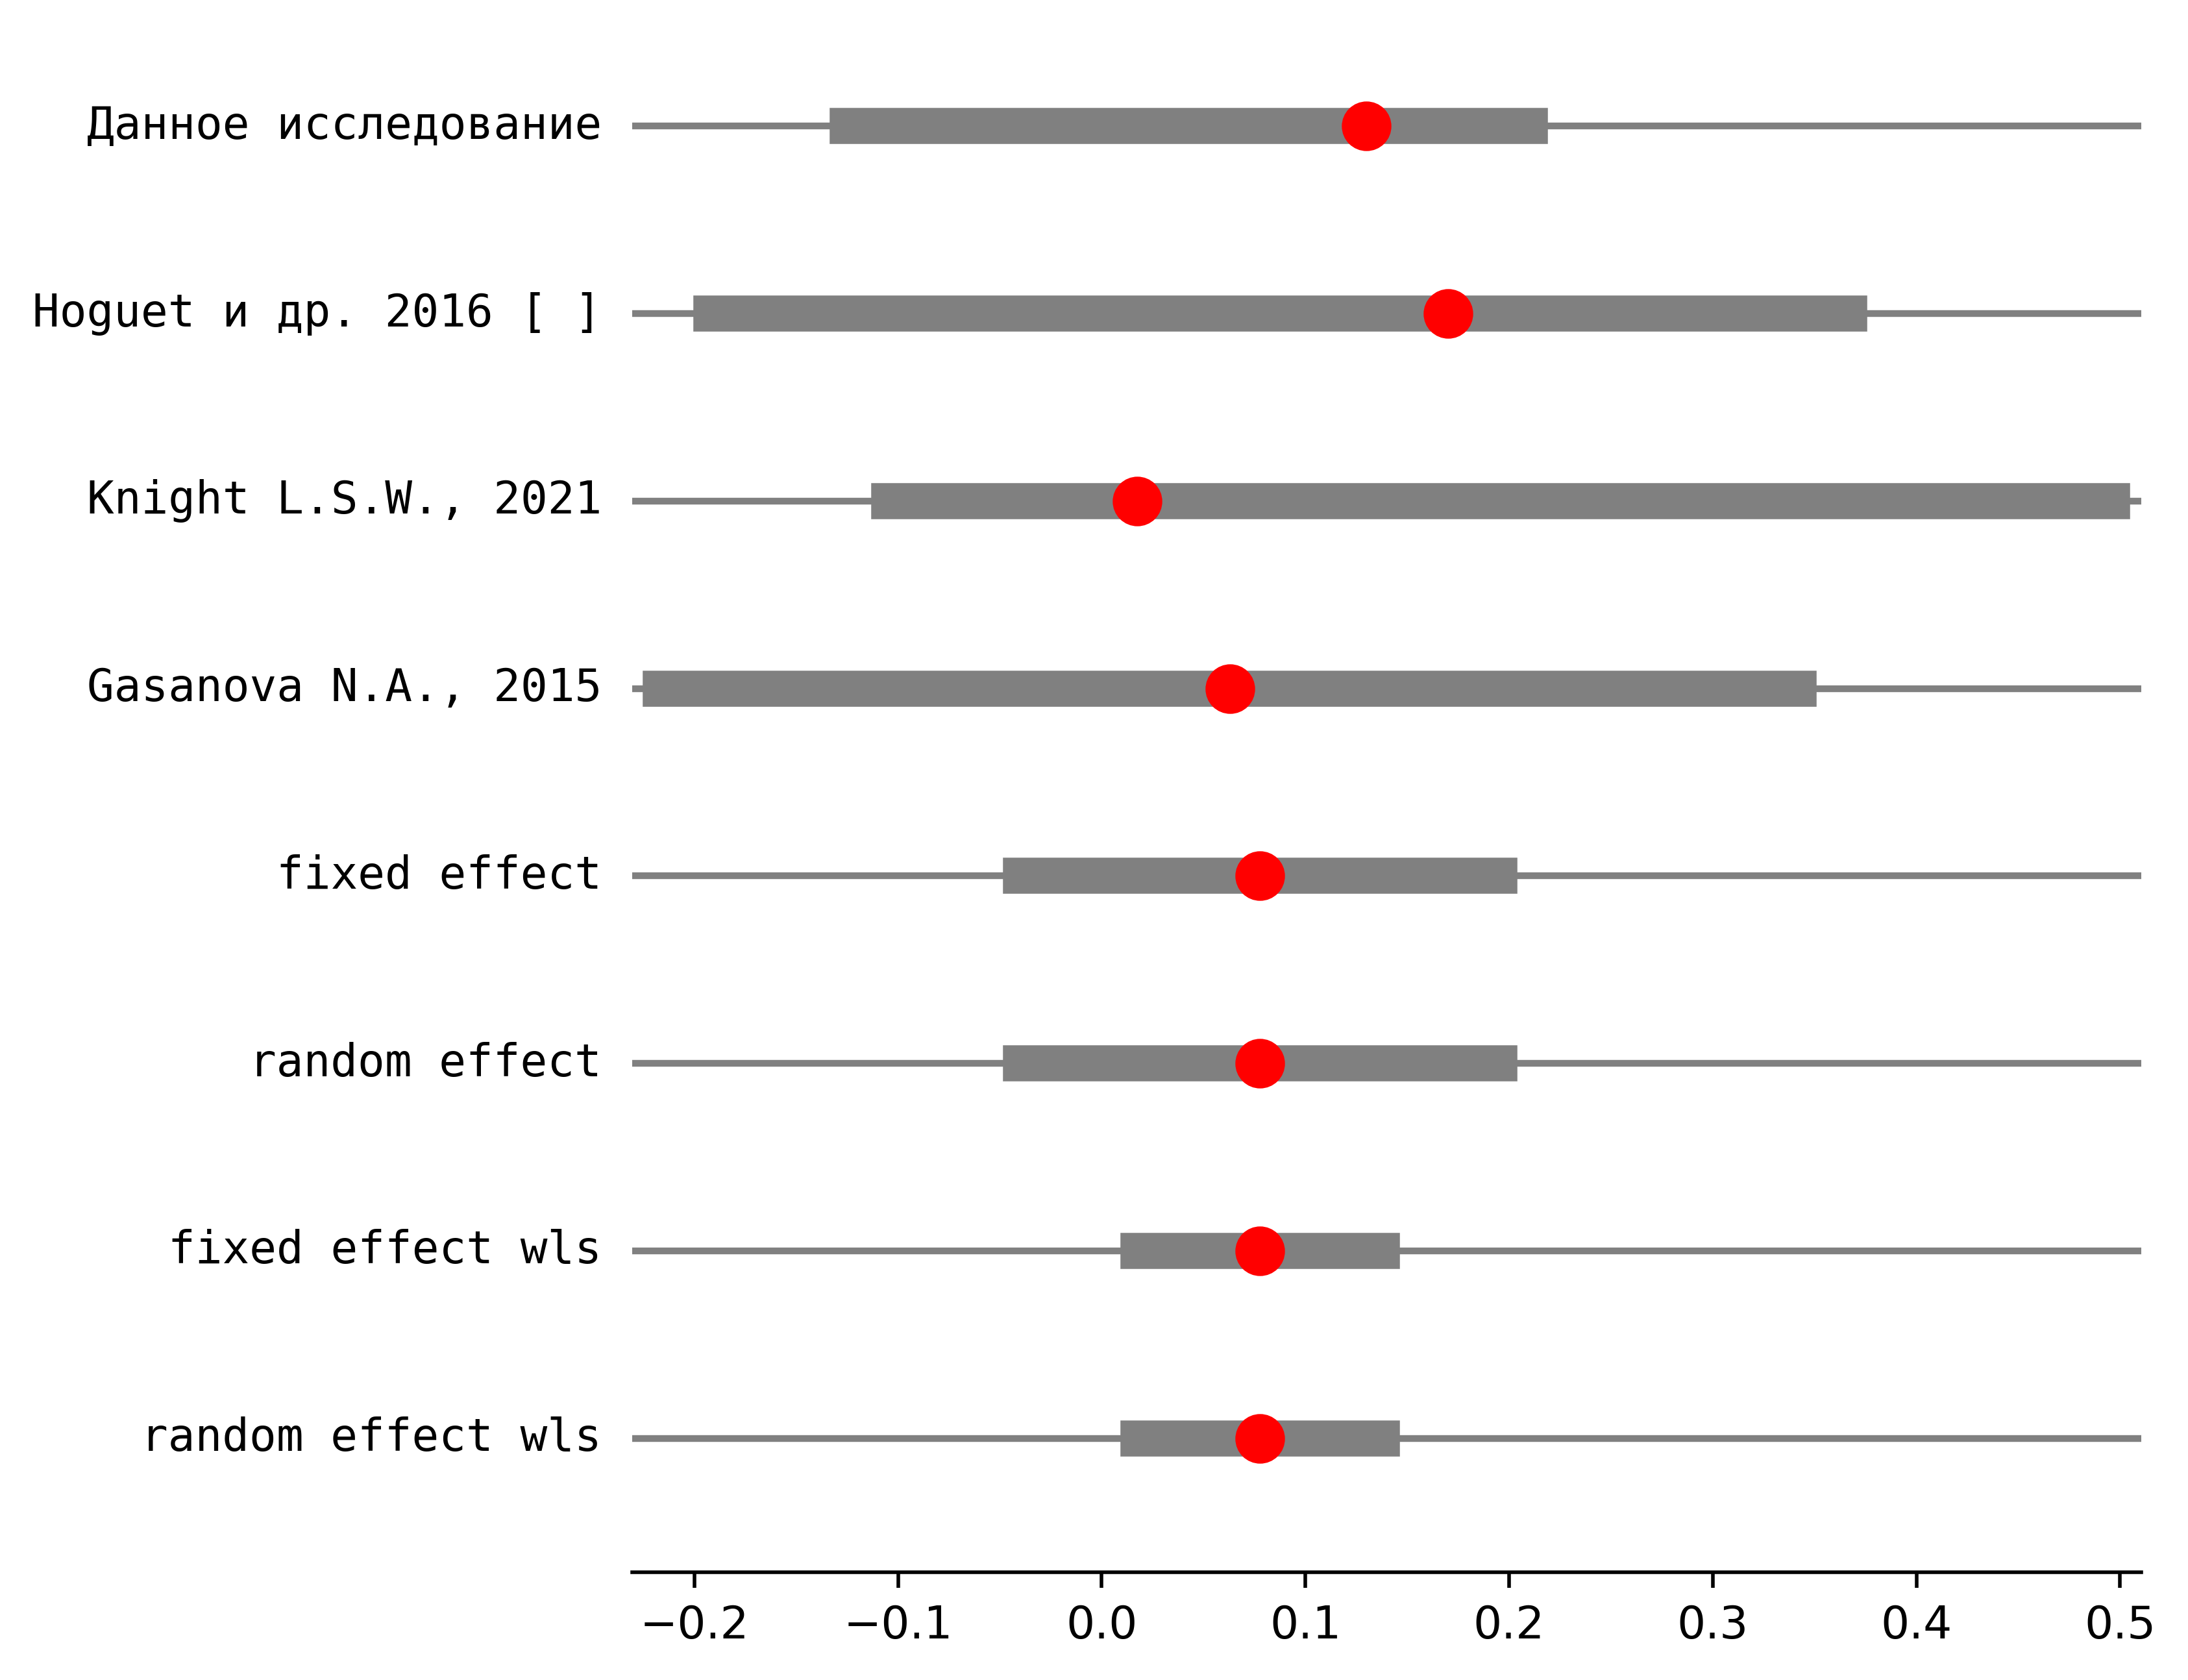 Данное исследование
Hoguet и др. 2016 [ ]
Knight L.S.W., 2021
Gasanova N.A., 2015
fixed effect
random effect
fixed effect wls
random effect wls
−0.2 −0.1 0.0 0.1 0.2 0.3 0.4 0.5